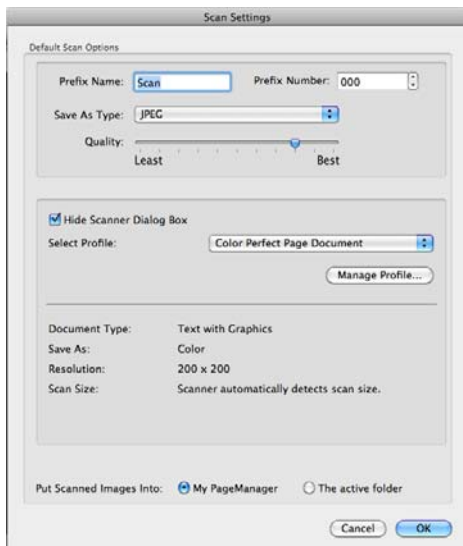 Scan Settings
Default Scan Options
Prefix Name: Scan Prefix Number: 000
Save As Type: JPEG
Quality:
Least Best
Hide Scanner Dialog Box
Select Profile: Color Perfect Page Document
Manage Profile...
Document Type: Text with Graphics
Save As: Color
Resolution: 200 x 200
Scan Size: Scanner automatically detects scan size.
Put Scanned Images Into: My PageManager The active folder
Cancel OK